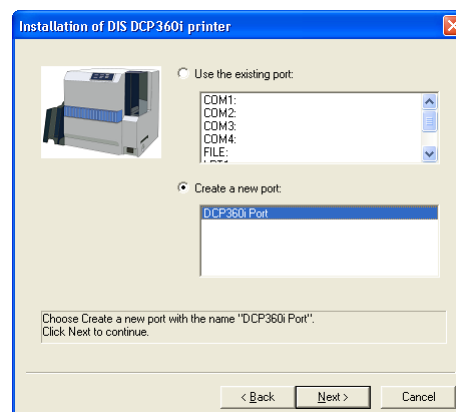 Installation of DIS DCP360i printer
Use the existing port:
COM1:
COM2:
COM3:
COM4:
FILE:
Create a new port:
DCP360i Port
Choose Create a new port with the name "DCP360i Port".
Click Next to continue.
< Back Next > Cancel